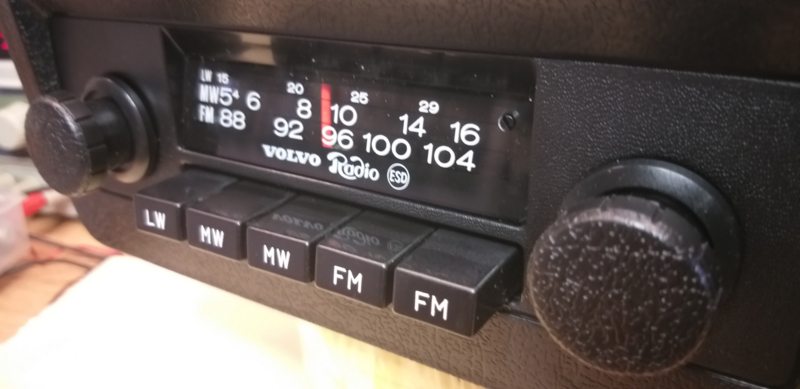 LW 15 20 25 29
MW 5⁴ 6 8 10 14 16
FM 88 92 96 100 104
VOLVO Radio ESD
LW MW MW FM FM